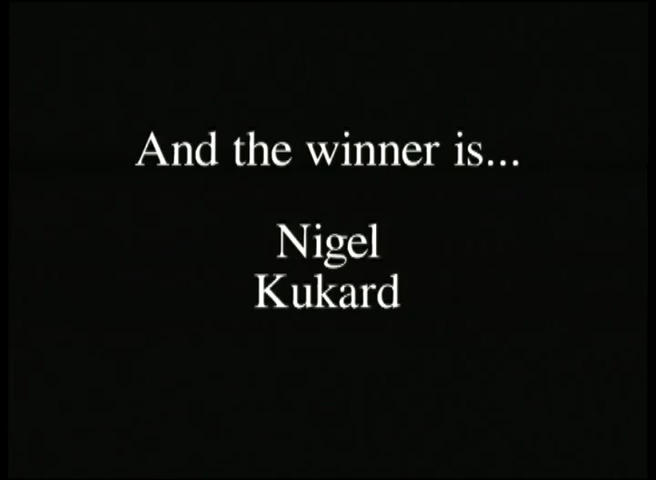 And the winner is...
Nigel
Kukard